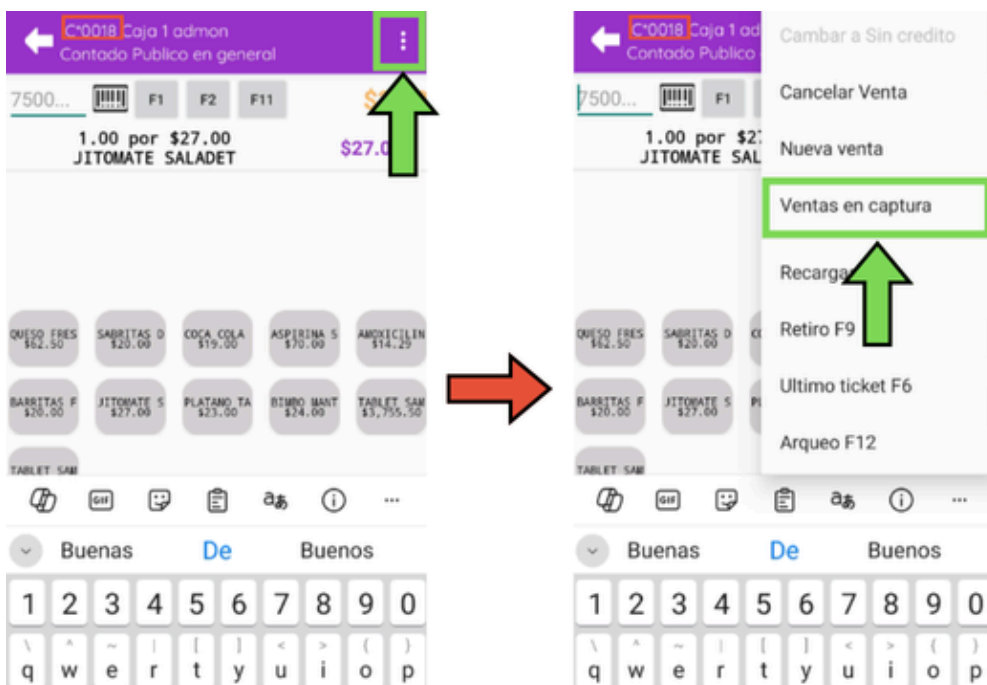 C*0018 Caja 1 admon
Contado Publico en general
7500... F1 F2 F11
1.00 por $27.00
JITOMATE SALADET
QUESO FRES SABRITAS D COCA COLA ASPIRINA S AMOXICILIN
$62.50 $20.00 $19.00 $70.00 $14.29
BARRITAS F JITOMATE S PLATANO TA BIMBO MANT TABLET SAM
$20.00 $27.00 $23.00 $24.00 $3,755.50
TABLET SAM
GIF
Buenas De Buenos
1 2 3 4 5 6 7 8 9 0
\ ^ ~ | [ ] < > { }
q w e r t y u i o p
C*0018 Caja 1 ad
Contado Publico
7500... F1
1.00 por $2
JITOMATE SAL
Cambar a Sin credito
Cancelar Venta
Nueva venta
Ventas en captura
Retiro F9
Ultimo ticket F6
Arqueo F12
QUESO FRES SABRITAS D
$62.50 $20.00
BARRITAS F JITOMATE S
$20.00 $27.00
TABLET SAM
GIF
Buenas De Buenos
1 2 3 4 5 6 7 8 9 0
\ ^ ~ | [ ] < > { }
q w e r t y u i o p